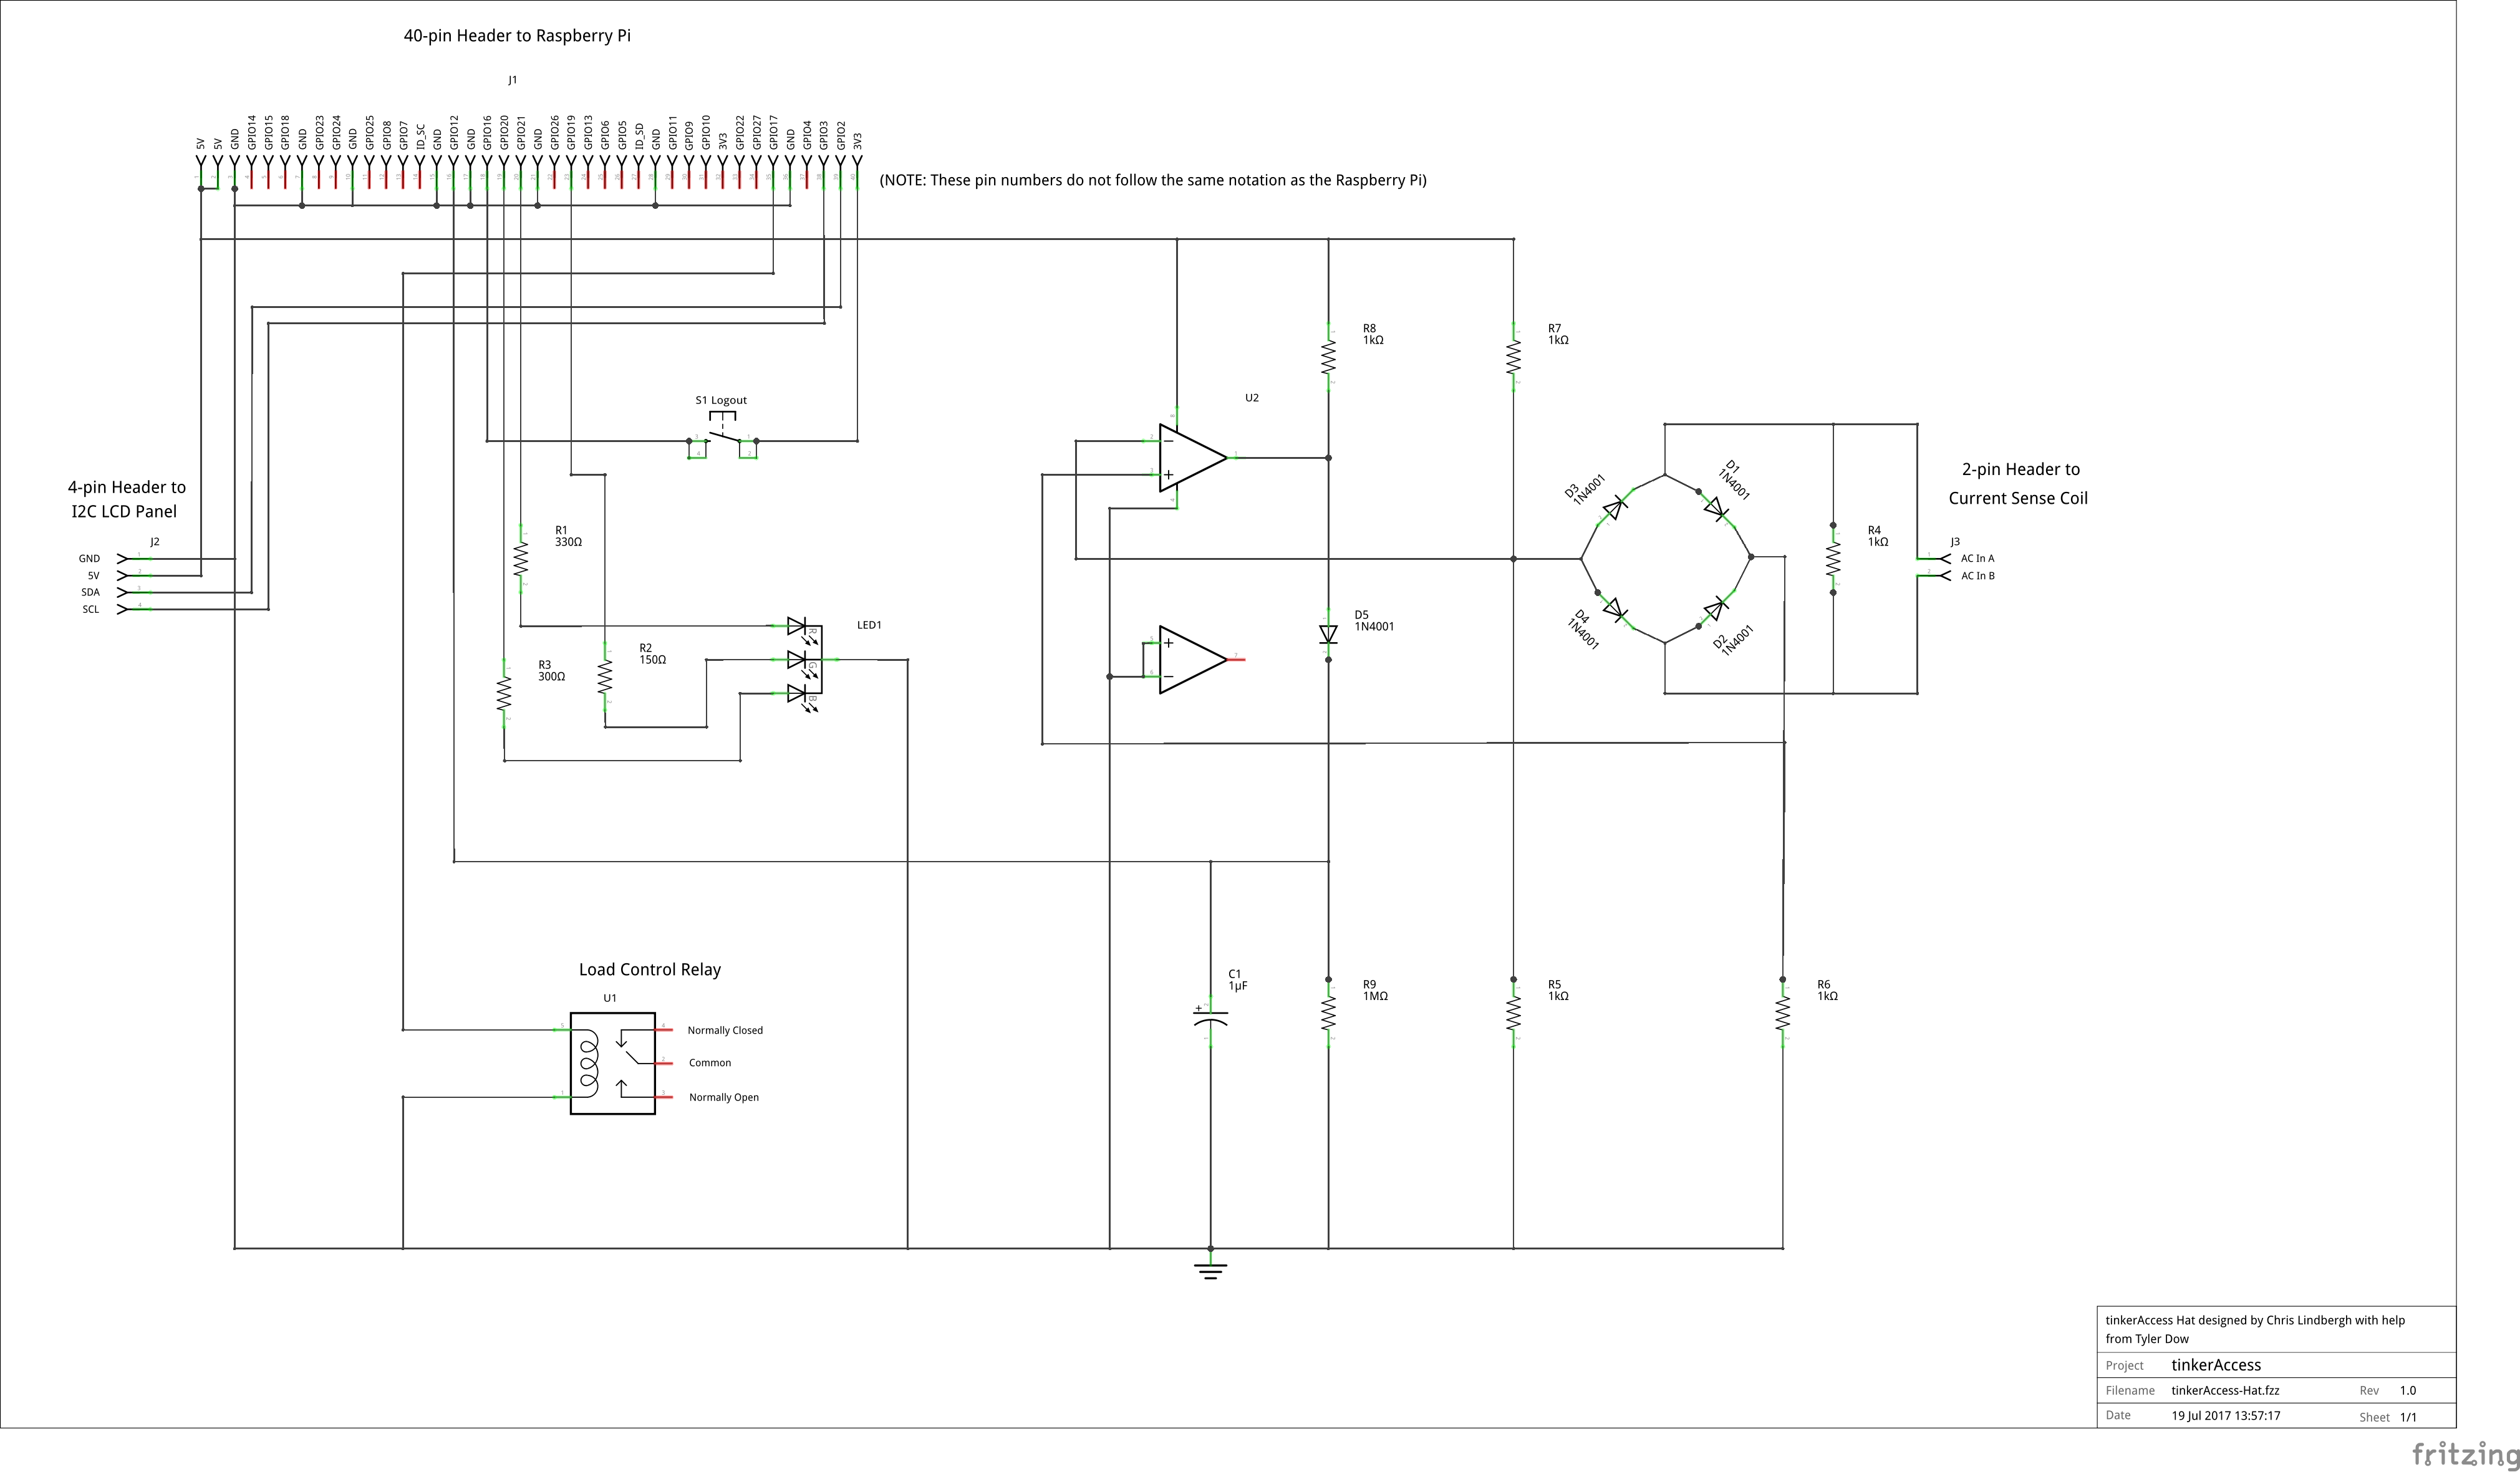 40-pin Header to Raspberry Pi
J1
5V
5V
GND
GPIO14
GPIO15
GPIO18
GND
GPIO23
GPIO24
GND
GPIO25
GPIO8
GPIO7
ID_SC
GND
GPIO12
GND
GPIO16
GPIO20
GPIO21
GND
GPIO26
GPIO19
GPIO13
GPIO6
GPIO5
ID_SD
GND
GPIO11
GPIO9
GPIO10
3V3
GPIO22
GPIO27
GPIO17
GND
GPIO4
GPIO3
GPIO2
3V3
(NOTE: These pin numbers do not follow the same notation as the Raspberry Pi)
R8
1kΩ
R7
1kΩ
S1 Logout
U2
D3
1N4001
D1
1N4001
2-pin Header to
Current Sense Coil
4-pin Header to
I2C LCD Panel
J2
GND
5V
SDA
SCL
R1
330Ω
R4
1kΩ
J3
AC In A
AC In B
D4
1N4001
D2
1N4001
D5
1N4001
LED1
R
G
B
R2
150Ω
R3
300Ω
Load Control Relay
U1
Normally Closed
Common
Normally Open
C1
1µF
R9
1MΩ
R5
1kΩ
R6
1kΩ
tinkerAccess Hat designed by Chris Lindbergh with help
from Tyler Dow
Project tinkerAccess
Filename tinkerAccess-Hat.fzz Rev 1.0
Date 19 Jul 2017 13:57:17 Sheet 1/1
fritzing